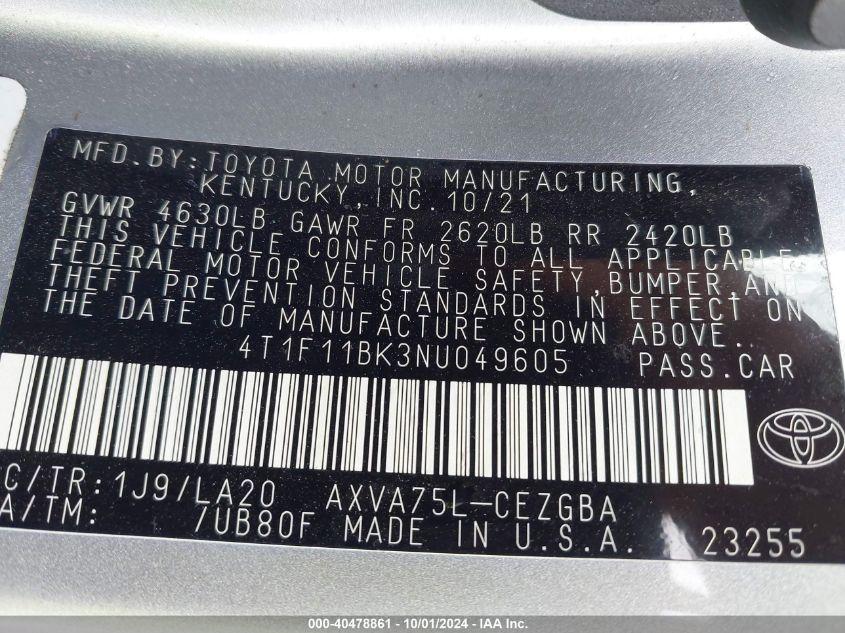 MFD.BY:TOYOTA MOTOR MANUFACTURING,
KENTUCKY,INC.10/21
GVWR 4630LB GAWR FR 2620LB RR 2420LB
THIS VEHICLE CONFORMS TO ALL APPLICABLE
FEDERAL MOTOR VEHICLE SAFETY,BUMPER,AND
THEFT PREVENTION STANDARDS IN EFFECT ON
THE DATE OF MANUFACTURE SHOWN ABOVE.
4T1F11BK3NU049605 PASS.CAR
C/TR:1J9/LA20 AXVA75L-CEZGBA
A/TM: /UB80F MADE IN U.S.A. 23255
000-40478861 - 10/01/2024 - IAA Inc.